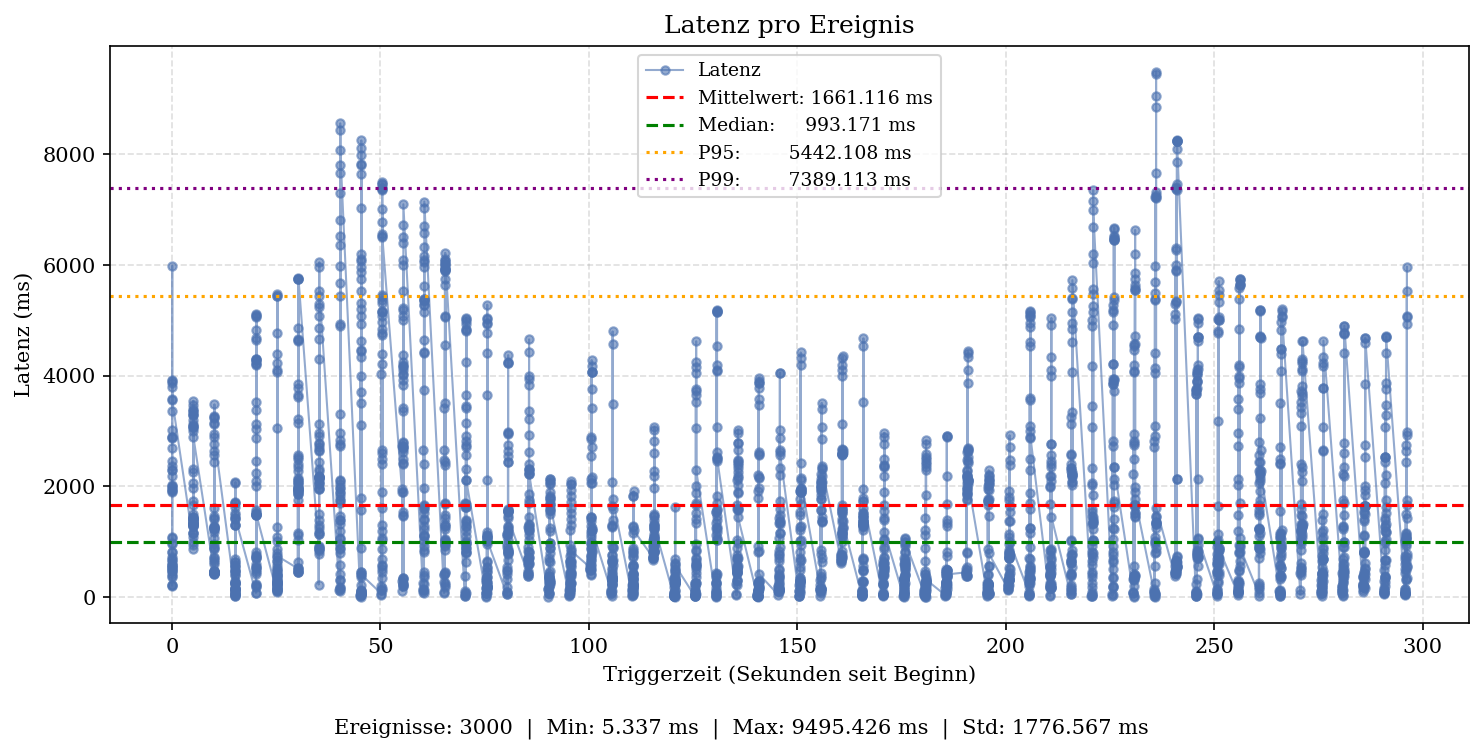 Latenz pro Ereignis
Latenz
Mittelwert: 1661.116 ms
Median: 993.171 ms
P95: 5442.108 ms
P99: 7389.113 ms
Latenz (ms)
8000
6000
4000
2000
0
0 50 100 150 200 250 300
Triggerzeit (Sekunden seit Beginn)
Ereignisse: 3000 | Min: 5.337 ms | Max: 9495.426 ms | Std: 1776.567 ms